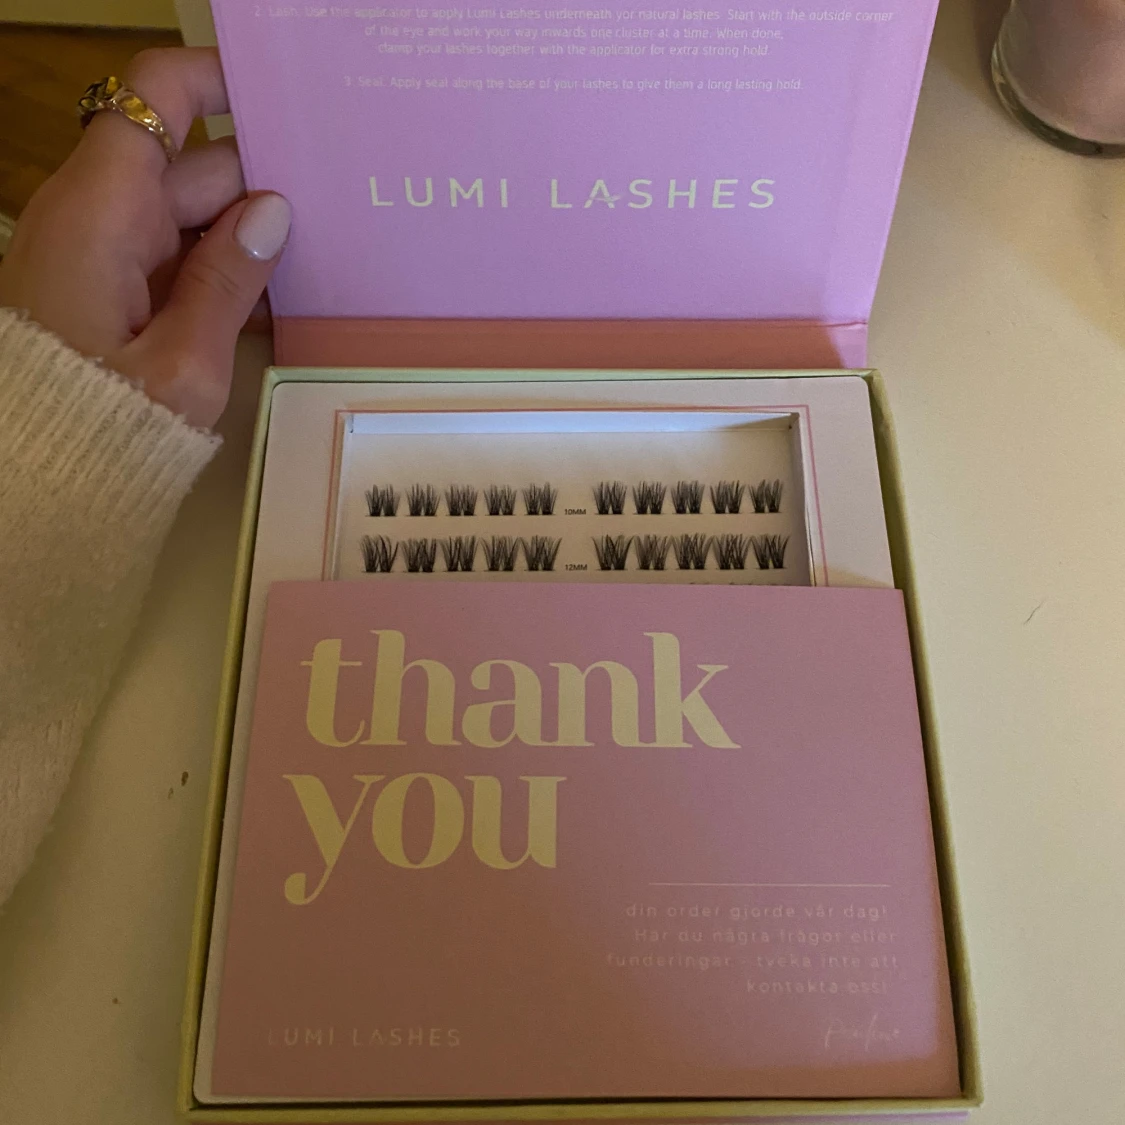 2. Lash. Use the applicator to apply Lumi Lashes underneath yor natural lashes. Start with the outside corner
of the eye and work your way inwards one cluster at a time. When done,
clamp your lashes together with the applicator for extra strong hold.
3. Seal. Apply seal along the base of your lashes to give them a long lasting hold.
LUMI LASHES
10MM
12MM
thank
you
din order gjorde vår dag!
Har du några frågor eller
funderingar - tveka inte att
kontakta oss!
LUMI LASHES